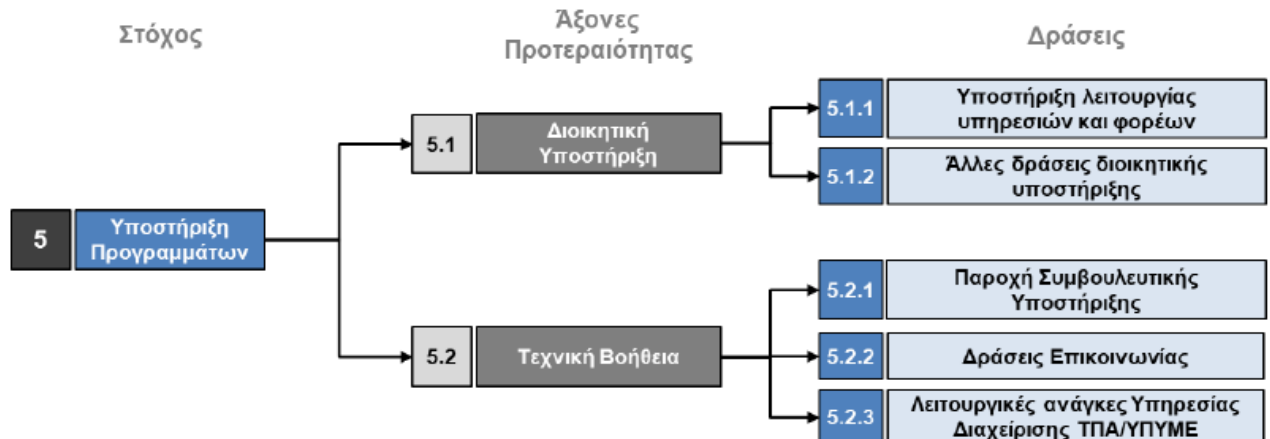 Στόχος
Άξονες
Προτεραιότητας
Δράσεις
5
Υποστήριξη
Προγραμμάτων
5.1
Διοικητική
Υποστήριξη
5.1.1
Υποστήριξη λειτουργίας
υπηρεσιών και φορέων
5.1.2
Άλλες δράσεις διοικητικής
υποστήριξης
5.2
Τεχνική Βοήθεια
5.2.1
Παροχή Συμβουλευτικής
Υποστήριξης
5.2.2
Δράσεις Επικοινωνίας
5.2.3
Λειτουργικές ανάγκες Υπηρεσίας
Διαχείρισης ΤΠΑ/ΥΠΥΜΕ